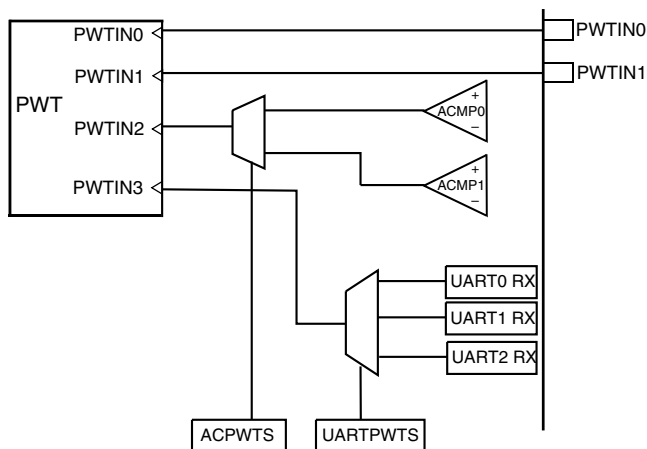 PWTIN0
PWTIN0
PWTIN1
PWTIN1
PWT
PWTIN2
PWTIN3
+
ACMP0
–
+
ACMP1
–
UART0 RX
UART1 RX
UART2 RX
ACPWTS
UARTPWTS